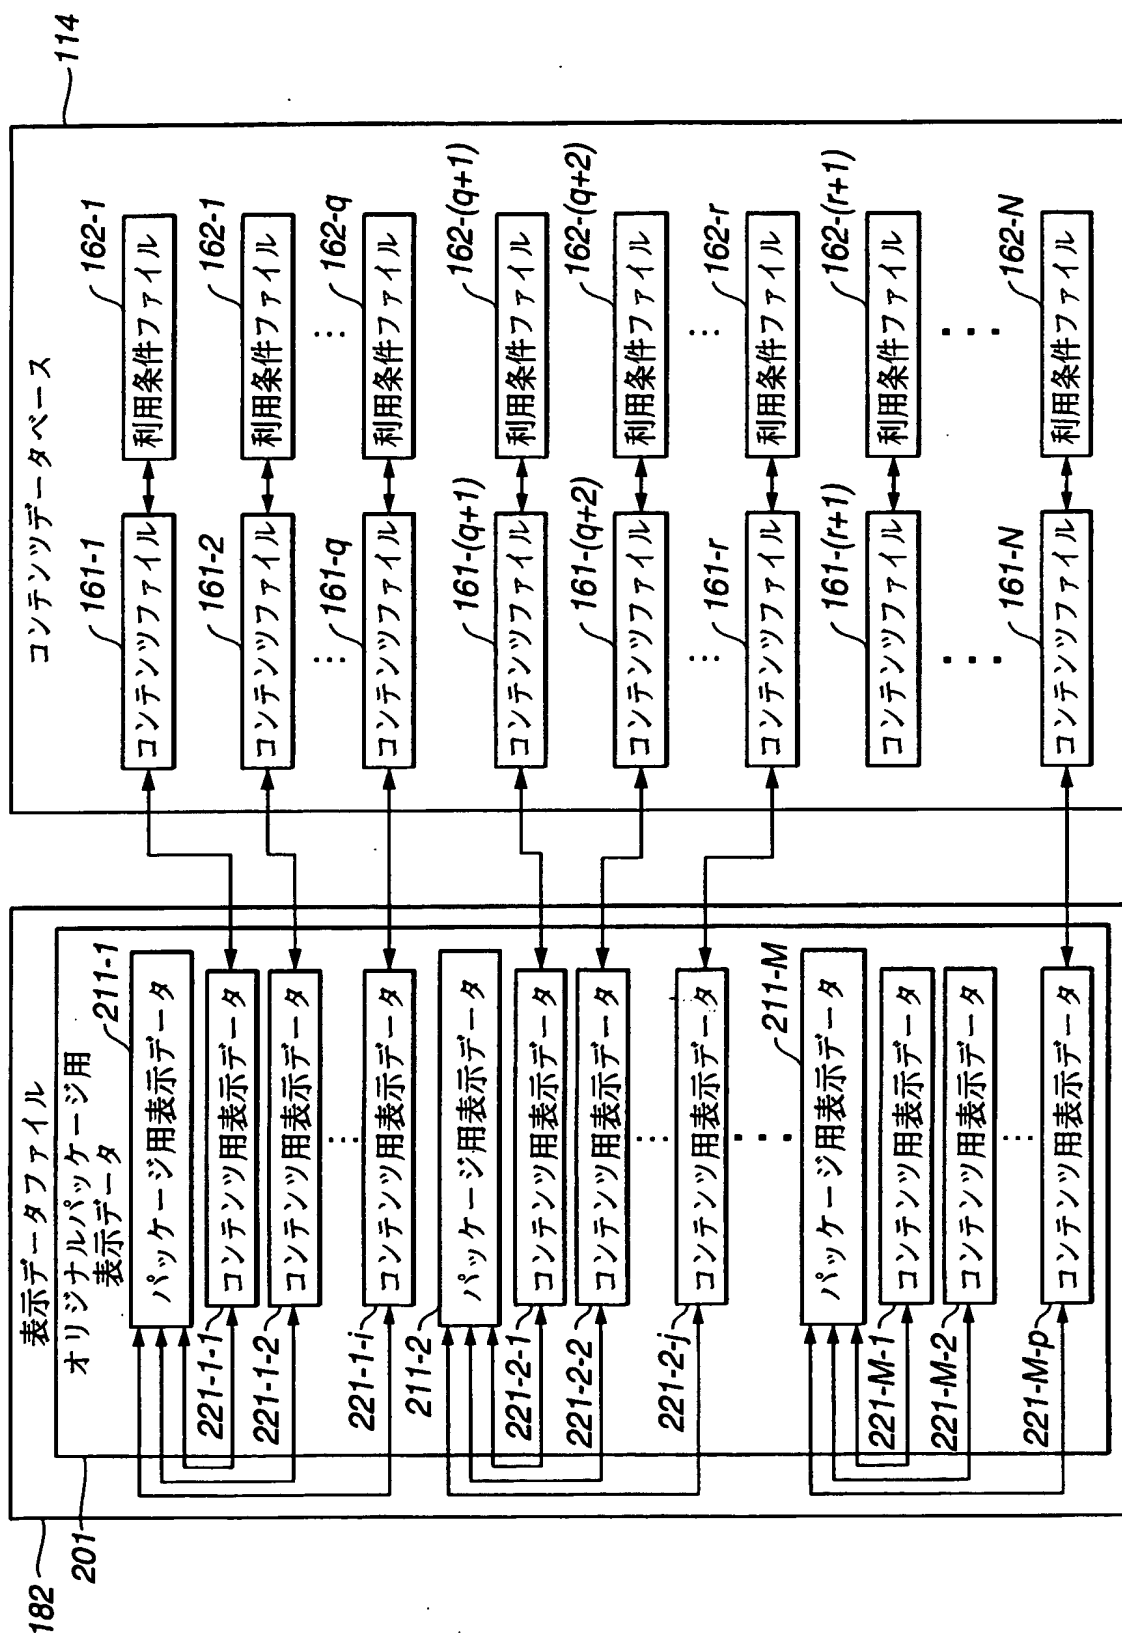 182
表示データファイル
201
オリジナルパッケージ用
表示データ
211-1
パッケージ用表示データ
221-1-1
コンテンツ用表示データ
221-1-2
コンテンツ用表示データ
...
221-1-i
コンテンツ用表示データ
211-2
パッケージ用表示データ
221-2-1
コンテンツ用表示データ
221-2-2
コンテンツ用表示データ
...
221-2-j
コンテンツ用表示データ
...
211-M
パッケージ用表示データ
221-M-1
コンテンツ用表示データ
221-M-2
コンテンツ用表示データ
...
221-M-p
コンテンツ用表示データ
114
コンテンツデータベース
161-1
コンテンツファイル
162-1
利用条件ファイル
161-2
コンテンツファイル
162-1
利用条件ファイル
...
...
161-q
コンテンツファイル
162-q
利用条件ファイル
161-(q+1)
コンテンツファイル
162-(q+1)
利用条件ファイル
161-(q+2)
コンテンツファイル
162-(q+2)
利用条件ファイル
...
...
161-r
コンテンツファイル
162-r
利用条件ファイル
161-(r+1)
コンテンツファイル
162-(r+1)
利用条件ファイル
...
...
161-N
コンテンツファイル
162-N
利用条件ファイル